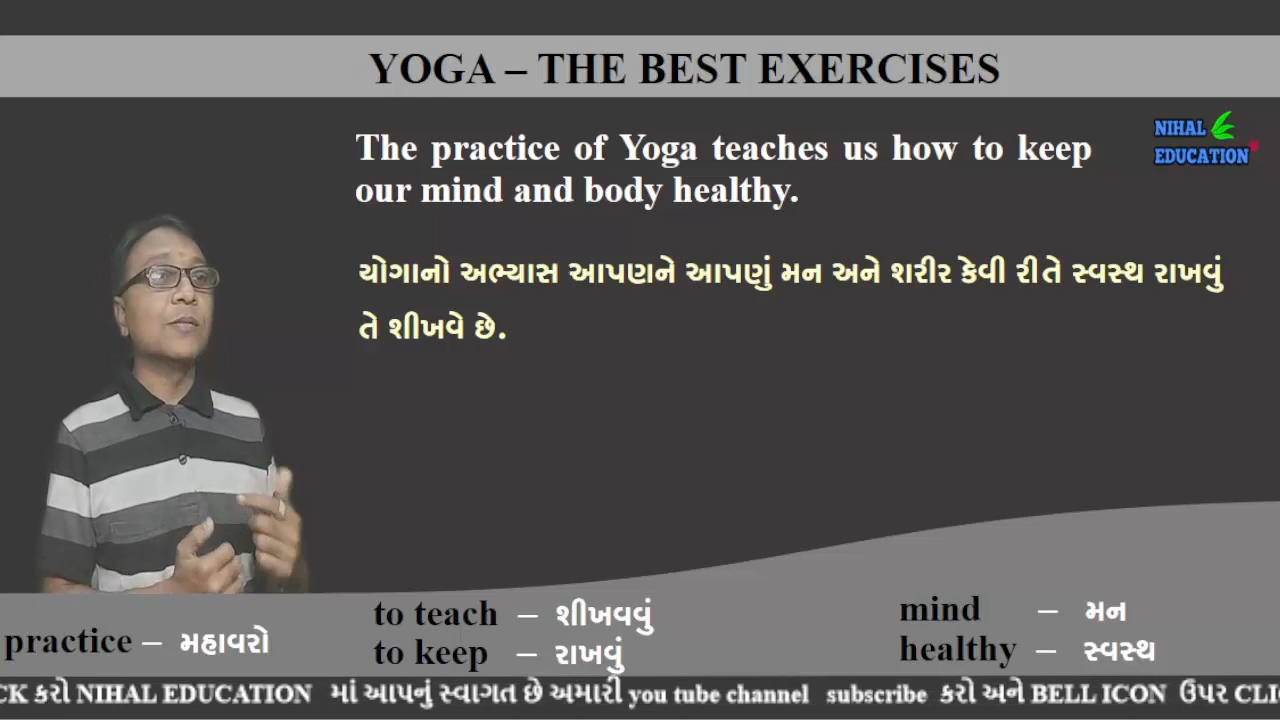 YOGA – THE BEST EXERCISES
NIHAL
EDUCATION
The practice of Yoga teaches us how to keep
our mind and body healthy.
યોગાનો અભ્યાસ આપણને આપણું મન અને શરીર કેવી રીતે સ્વસ્થ રાખવું
તે શીખવે છે.
practice – મહાવરો
to teach – શીખવવું
to keep – રાખવું
mind – મન
healthy – સ્વસ્થ
CK કરો NIHAL EDUCATION માં આપનું સ્વાગત છે અમારી you tube channel subscribe કરો અને BELL ICON ઉપર CLI